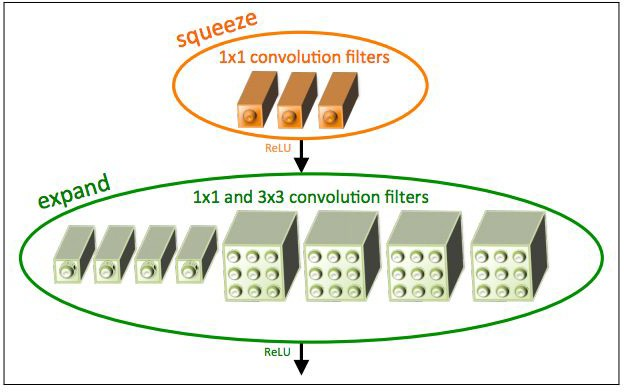 squeeze
1x1 convolution filters
ReLU
expand
1x1 and 3x3 convolution filters
ReLU